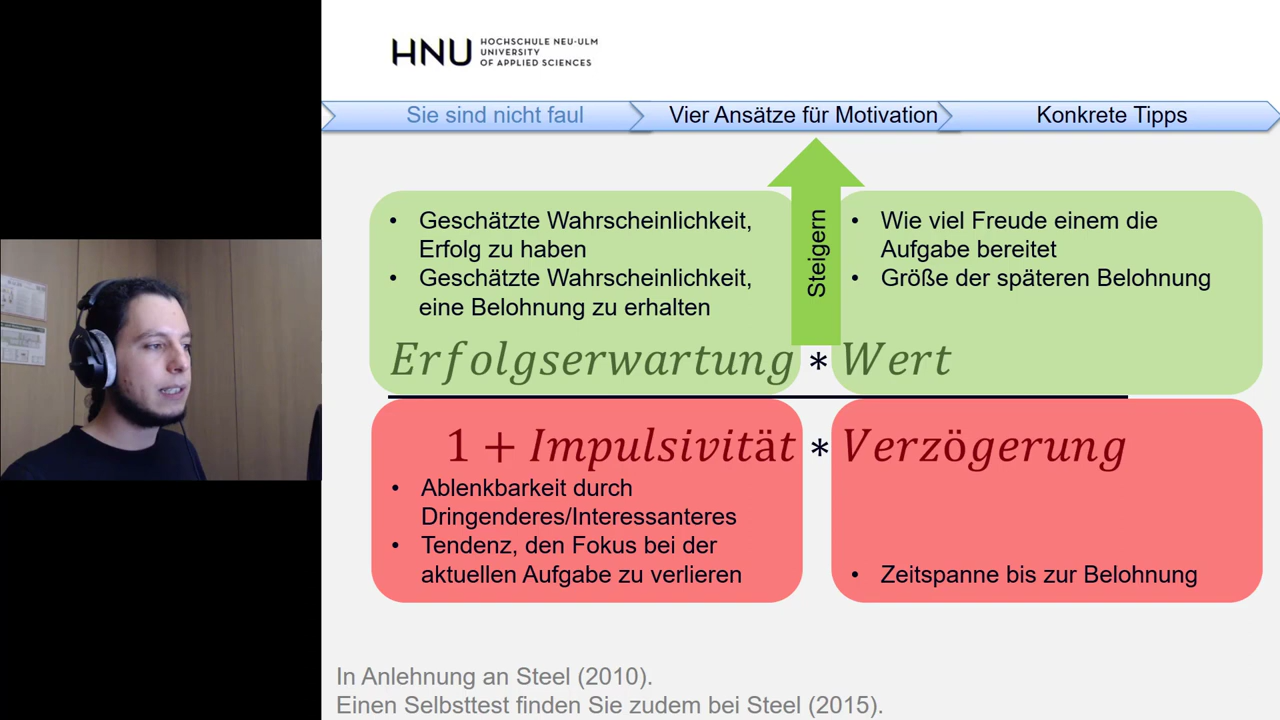 HNU
HOCHSCHULE NEU-ULM
UNIVERSITY
OF APPLIED SCIENCES
Sie sind nicht faul
Vier Ansätze für Motivation
Konkrete Tipps
• Geschätzte Wahrscheinlichkeit,
Erfolg zu haben
• Geschätzte Wahrscheinlichkeit,
eine Belohnung zu erhalten
Steigern
• Wie viel Freude einem die
Aufgabe bereitet
• Größe der späteren Belohnung
Erfolgserwartung * Wert
1 + Impulsivität * Verzögerung
• Ablenkbarkeit durch
Dringenderes/Interessanteres
• Tendenz, den Fokus bei der
aktuellen Aufgabe zu verlieren
• Zeitspanne bis zur Belohnung
In Anlehnung an Steel (2010).
Einen Selbsttest finden Sie zudem bei Steel (2015).